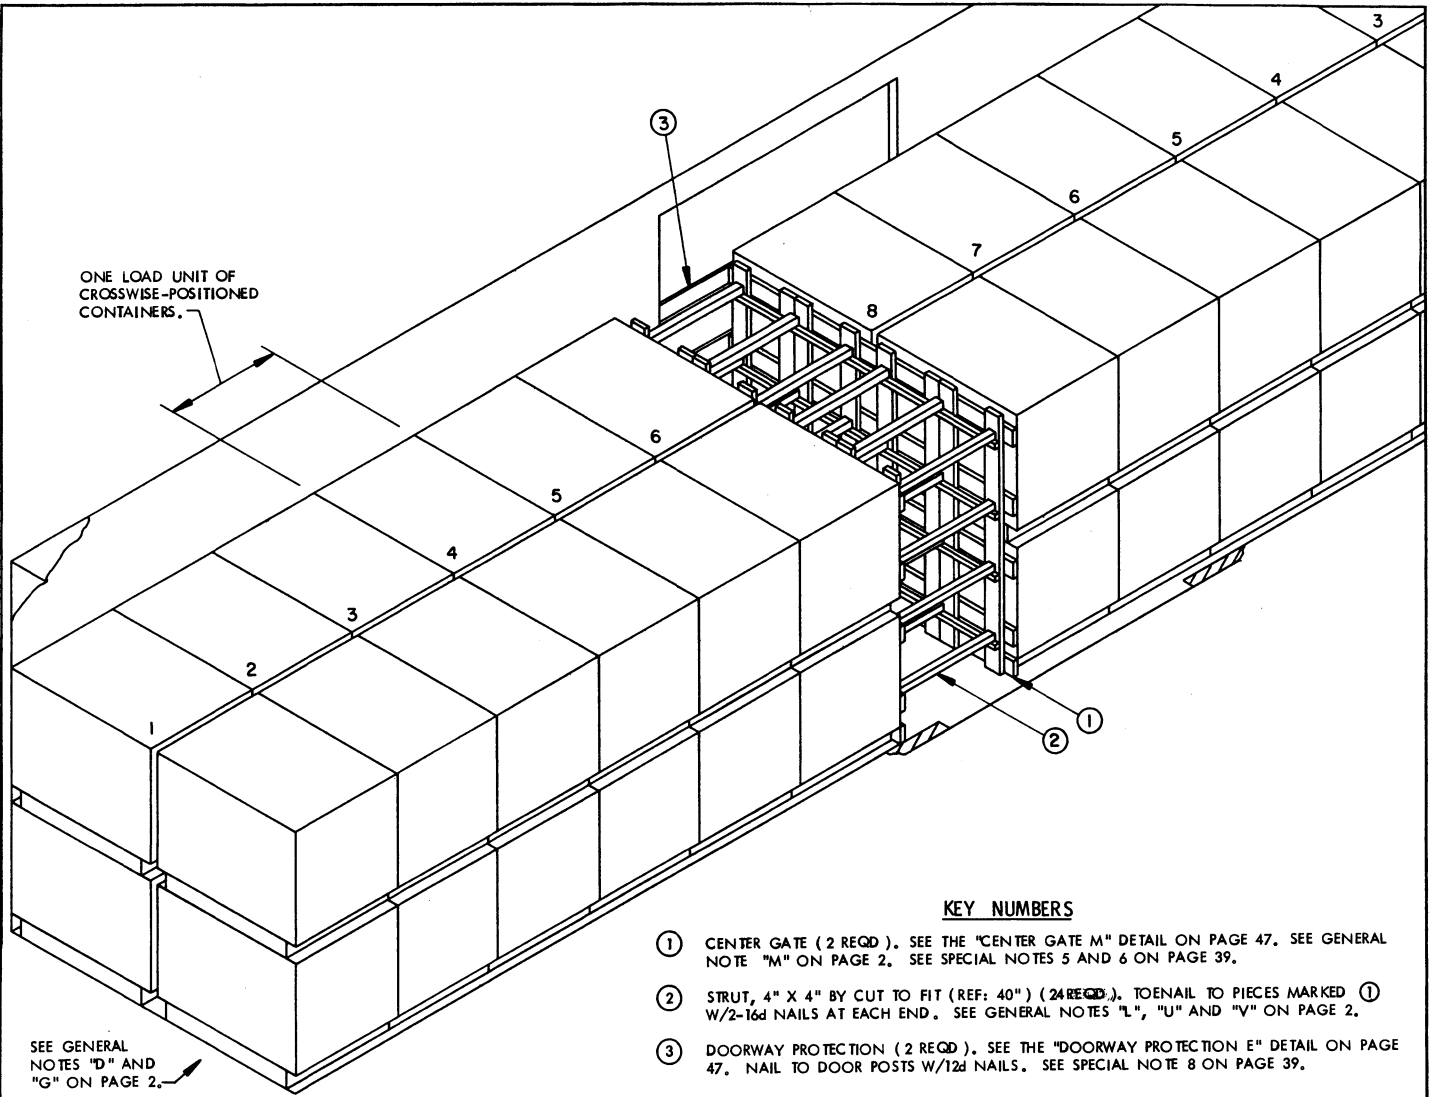 3
4
5
6
7
8
③
ONE LOAD UNIT OF
CROSSWISE-POSITIONED
CONTAINERS.
6
5
4
3
2
1
①
②
SEE GENERAL
NOTES "D" AND
"G" ON PAGE 2.
KEY NUMBERS
① CENTER GATE (2 REQD). SEE THE "CENTER GATE M" DETAIL ON PAGE 47. SEE GENERAL
NOTE "M" ON PAGE 2. SEE SPECIAL NOTES 5 AND 6 ON PAGE 39.
② STRUT, 4" X 4" BY CUT TO FIT (REF: 40") (24 REQD). TOENAIL TO PIECES MARKED ①
W/2-16d NAILS AT EACH END. SEE GENERAL NOTES "L", "U" AND "V" ON PAGE 2.
③ DOORWAY PROTECTION (2 REQD). SEE THE "DOORWAY PROTECTION E" DETAIL ON PAGE
47. NAIL TO DOOR POSTS W/12d NAILS. SEE SPECIAL NOTE 8 ON PAGE 39.